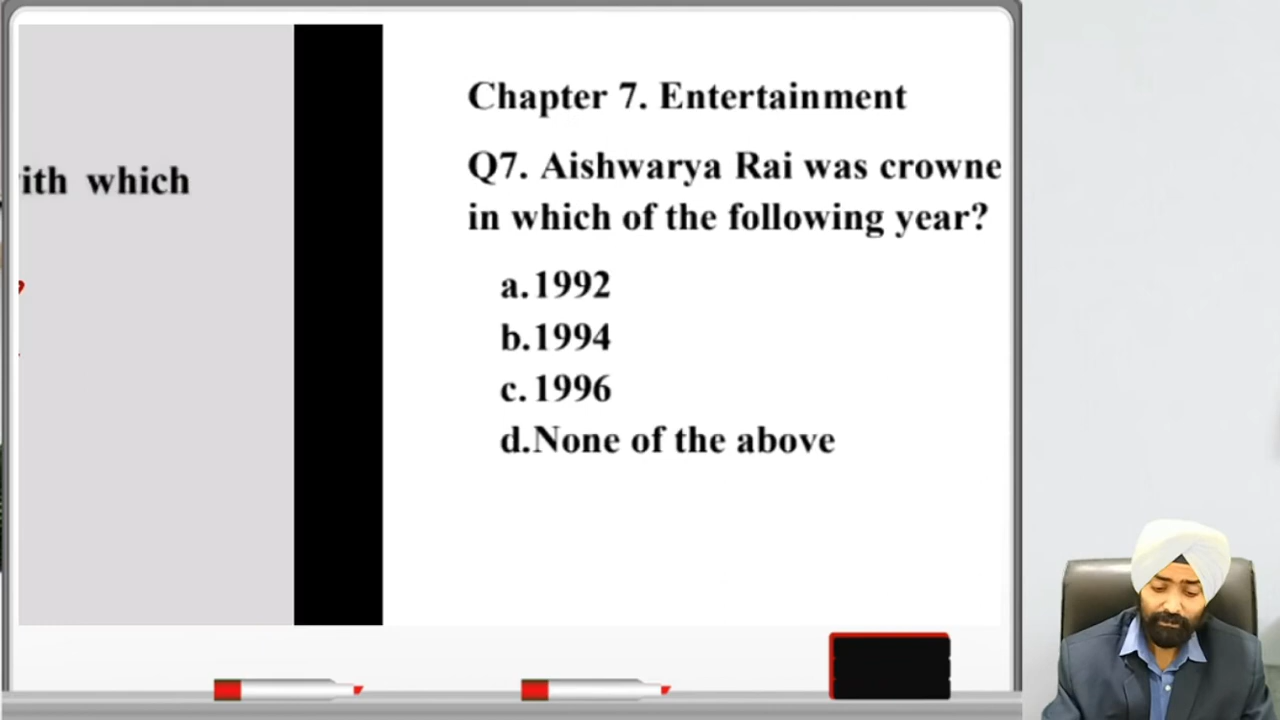 ith which
Chapter 7. Entertainment
Q7. Aishwarya Rai was crowne
in which of the following year?
a.1992
b.1994
c.1996
d.None of the above